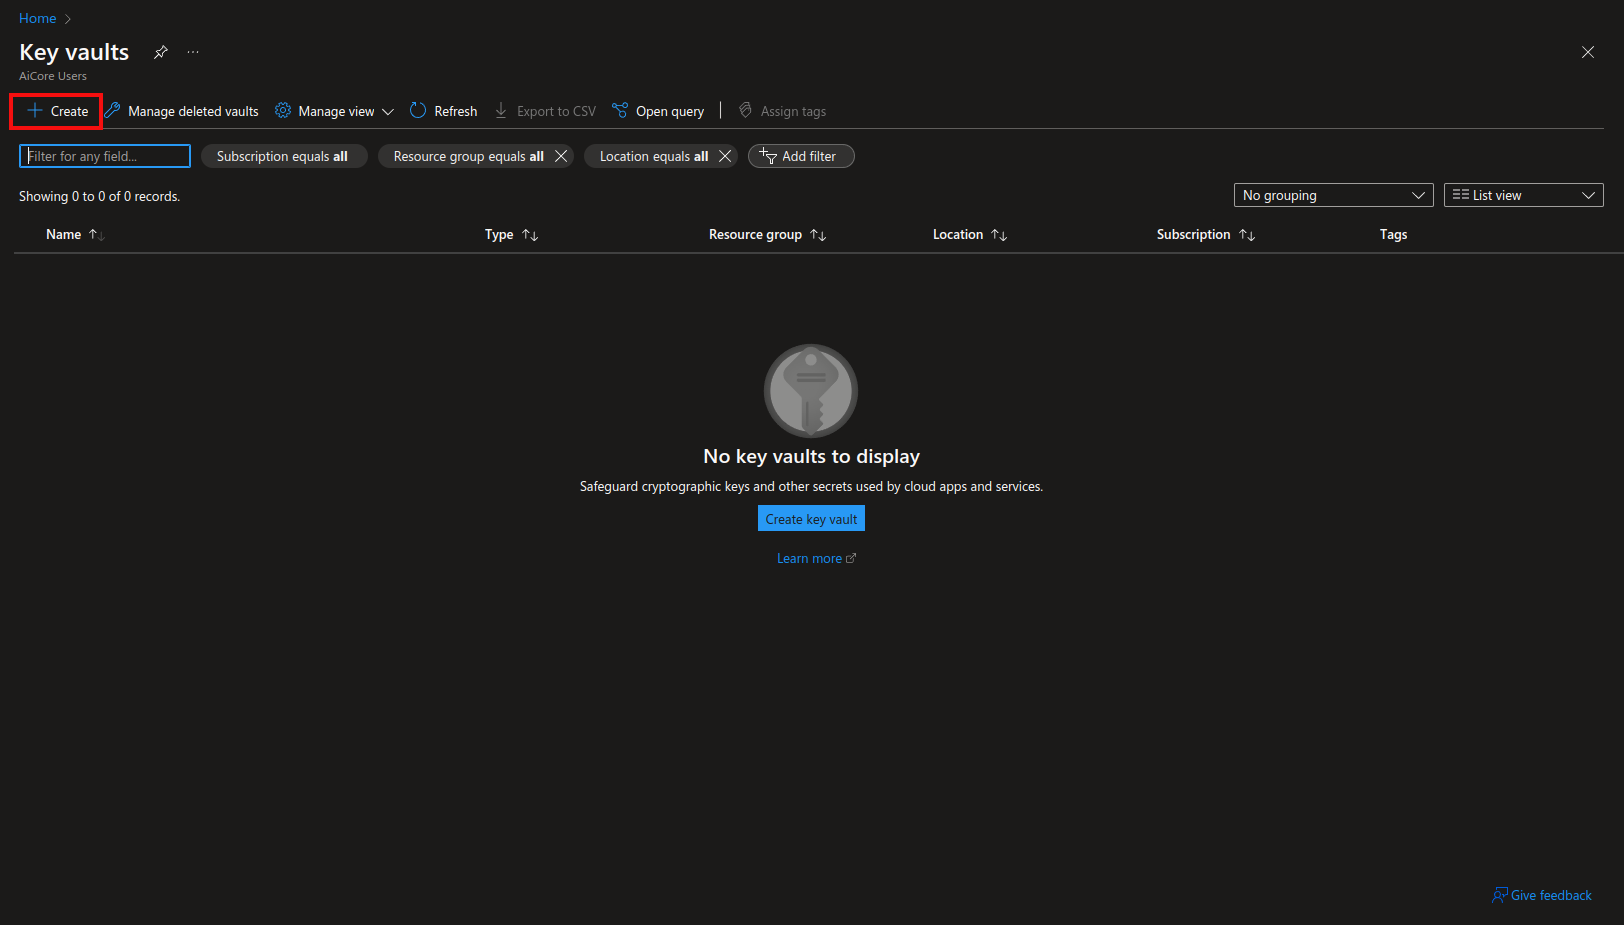 Home
Key vaults
AiCore Users
Create Manage deleted vaults Manage view Refresh Export to CSV Open query Assign tags
Filter for any field... Subscription equals all Resource group equals all Location equals all Add filter
Showing 0 to 0 of 0 records. No grouping List view
Name Type Resource group Location Subscription Tags
No key vaults to display
Safeguard cryptographic keys and other secrets used by cloud apps and services.
Create key vault
Learn more
Give feedback